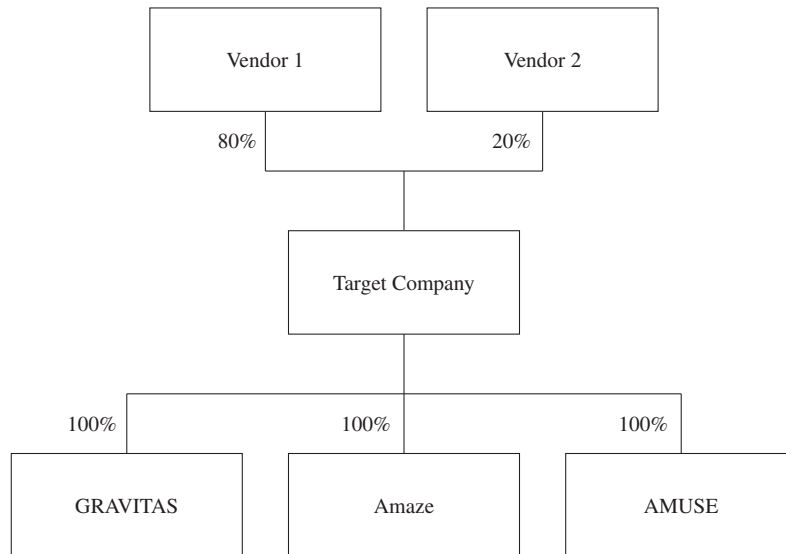 Vendor 1
Vendor 2
80%
20%
Target Company
100%
100%
100%
GRAVITAS
Amaze
AMUSE